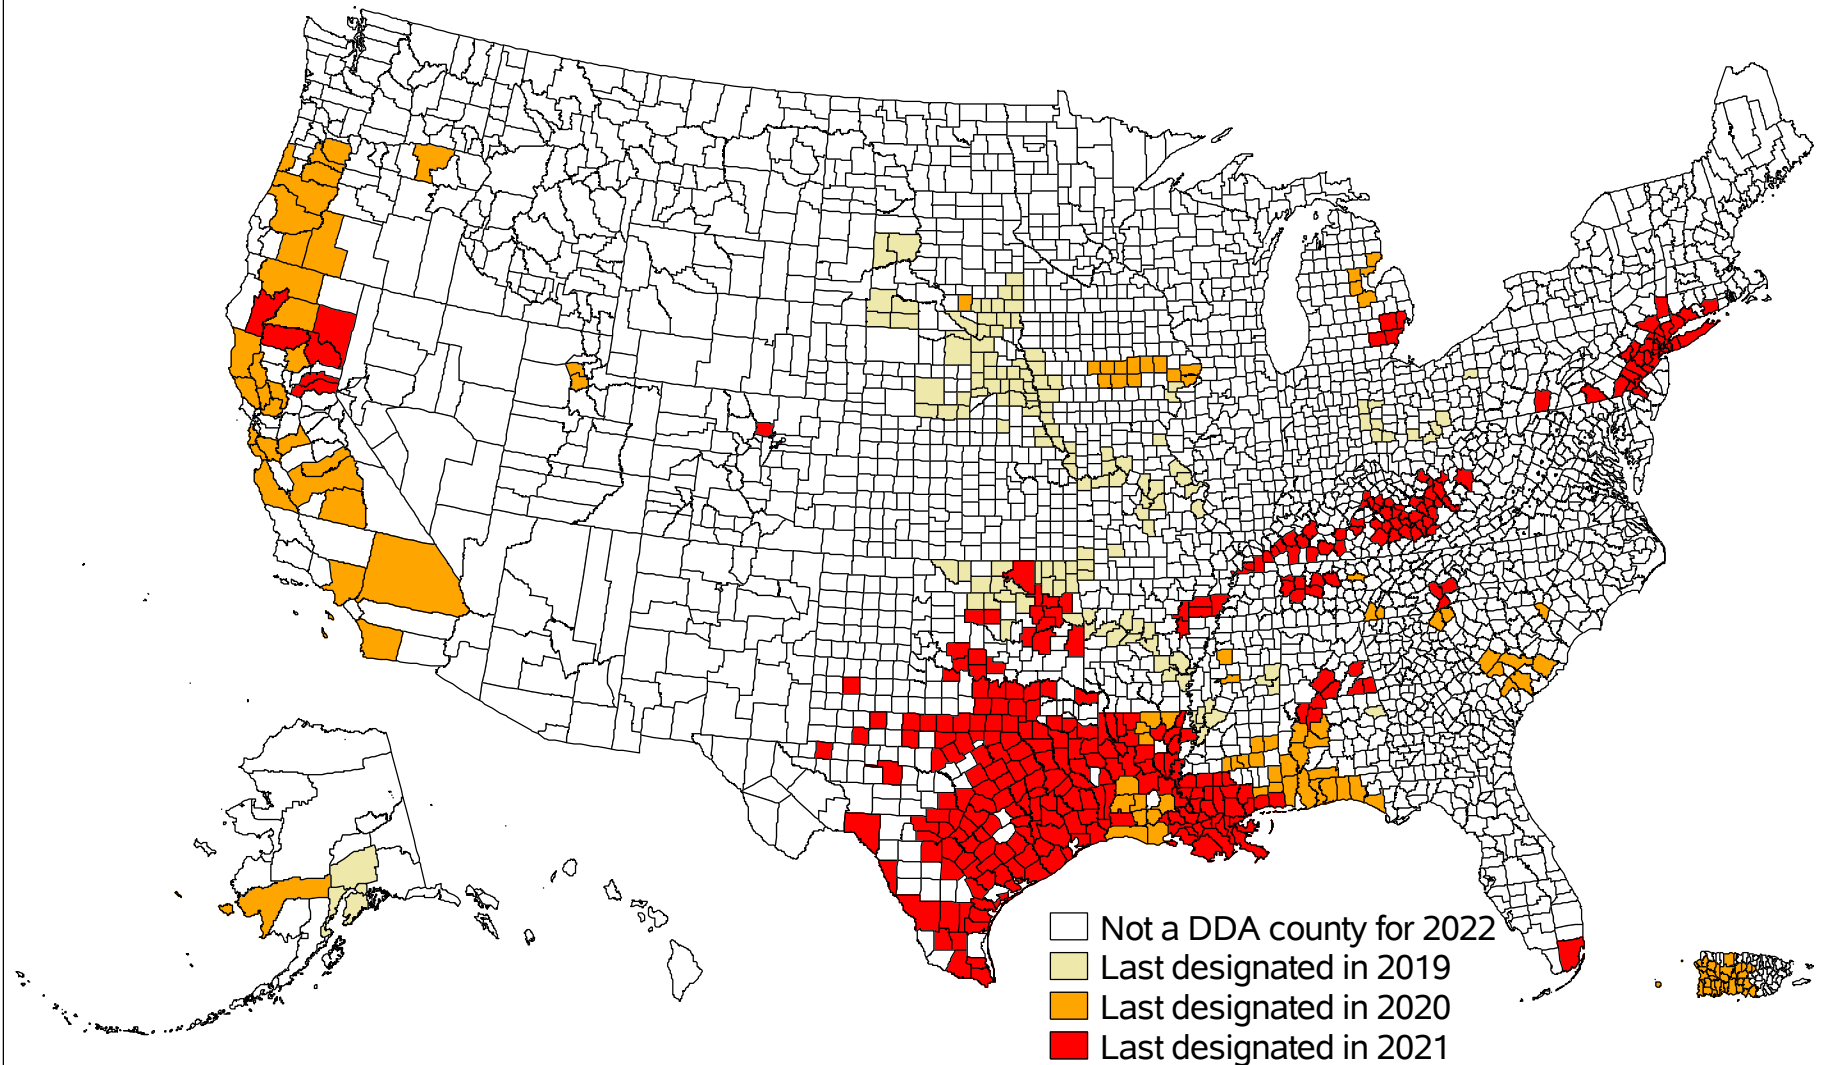 Not a DDA county for 2022
Last designated in 2019
Last designated in 2020
Last designated in 2021